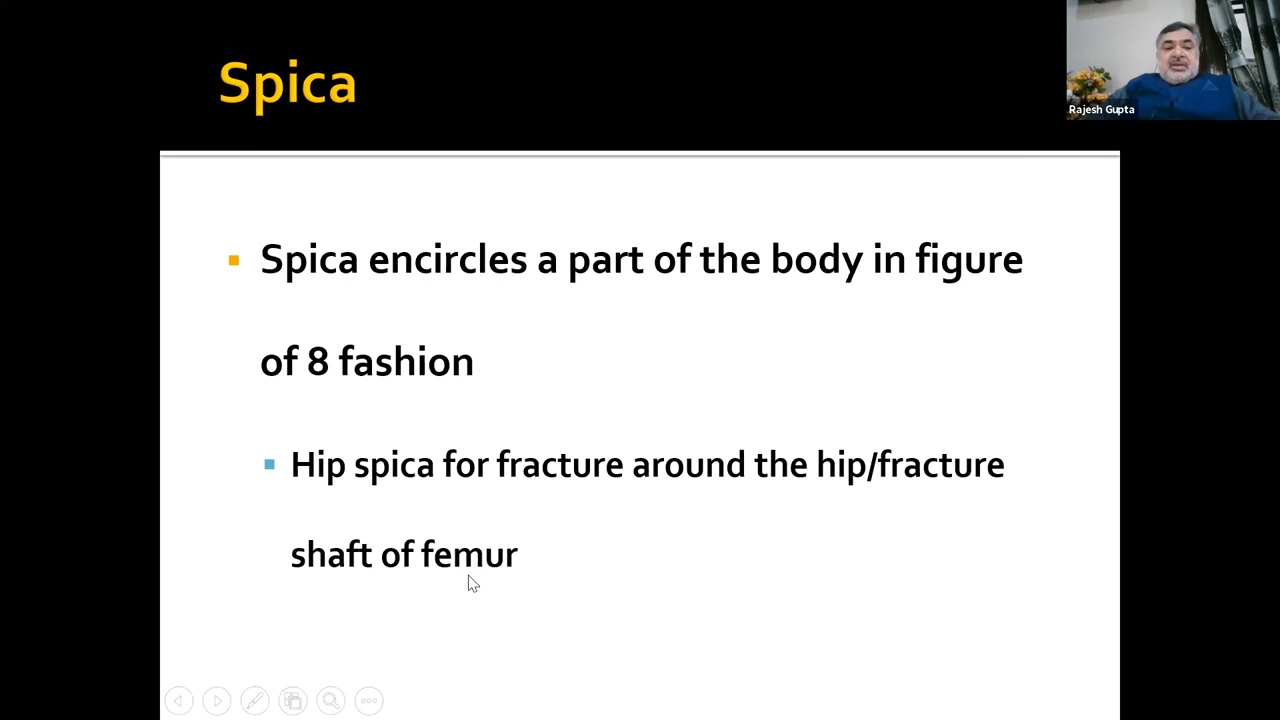 Spica
Rajesh Gupta
Spica encircles a part of the body in figure
of 8 fashion
Hip spica for fracture around the hip/fracture
shaft of femur